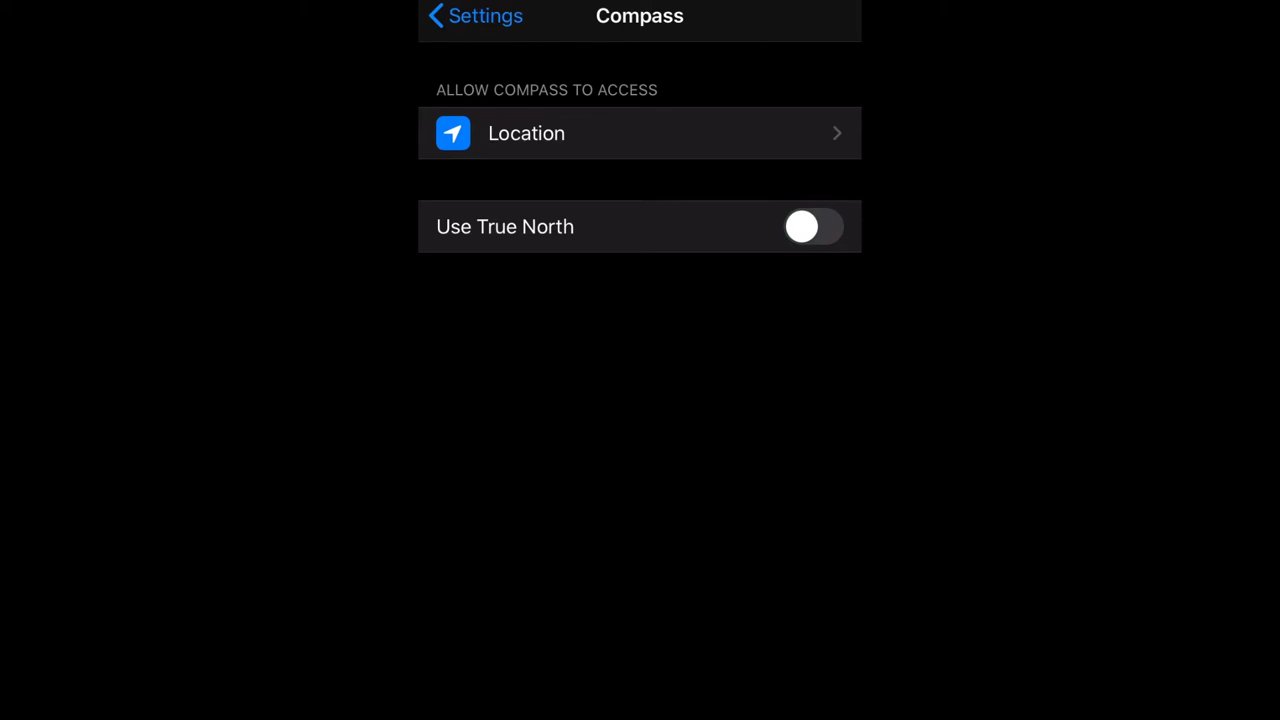 Settings
Compass
ALLOW COMPASS TO ACCESS
Location
Use True North